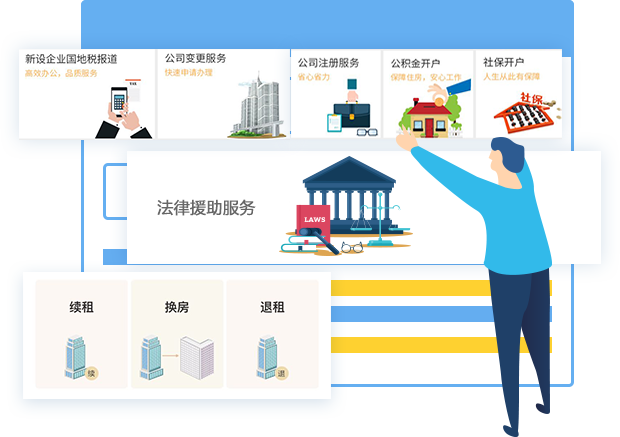 新设企业国地税报道
高效办公，品质服务
公司变更服务
快速申请办理
公司注册服务
省心省力
公积金开户
保障住房，安心工作
社保开户
人生从此有保障
社保
法律援助服务
LAWS
续租
换房
退租
续
退